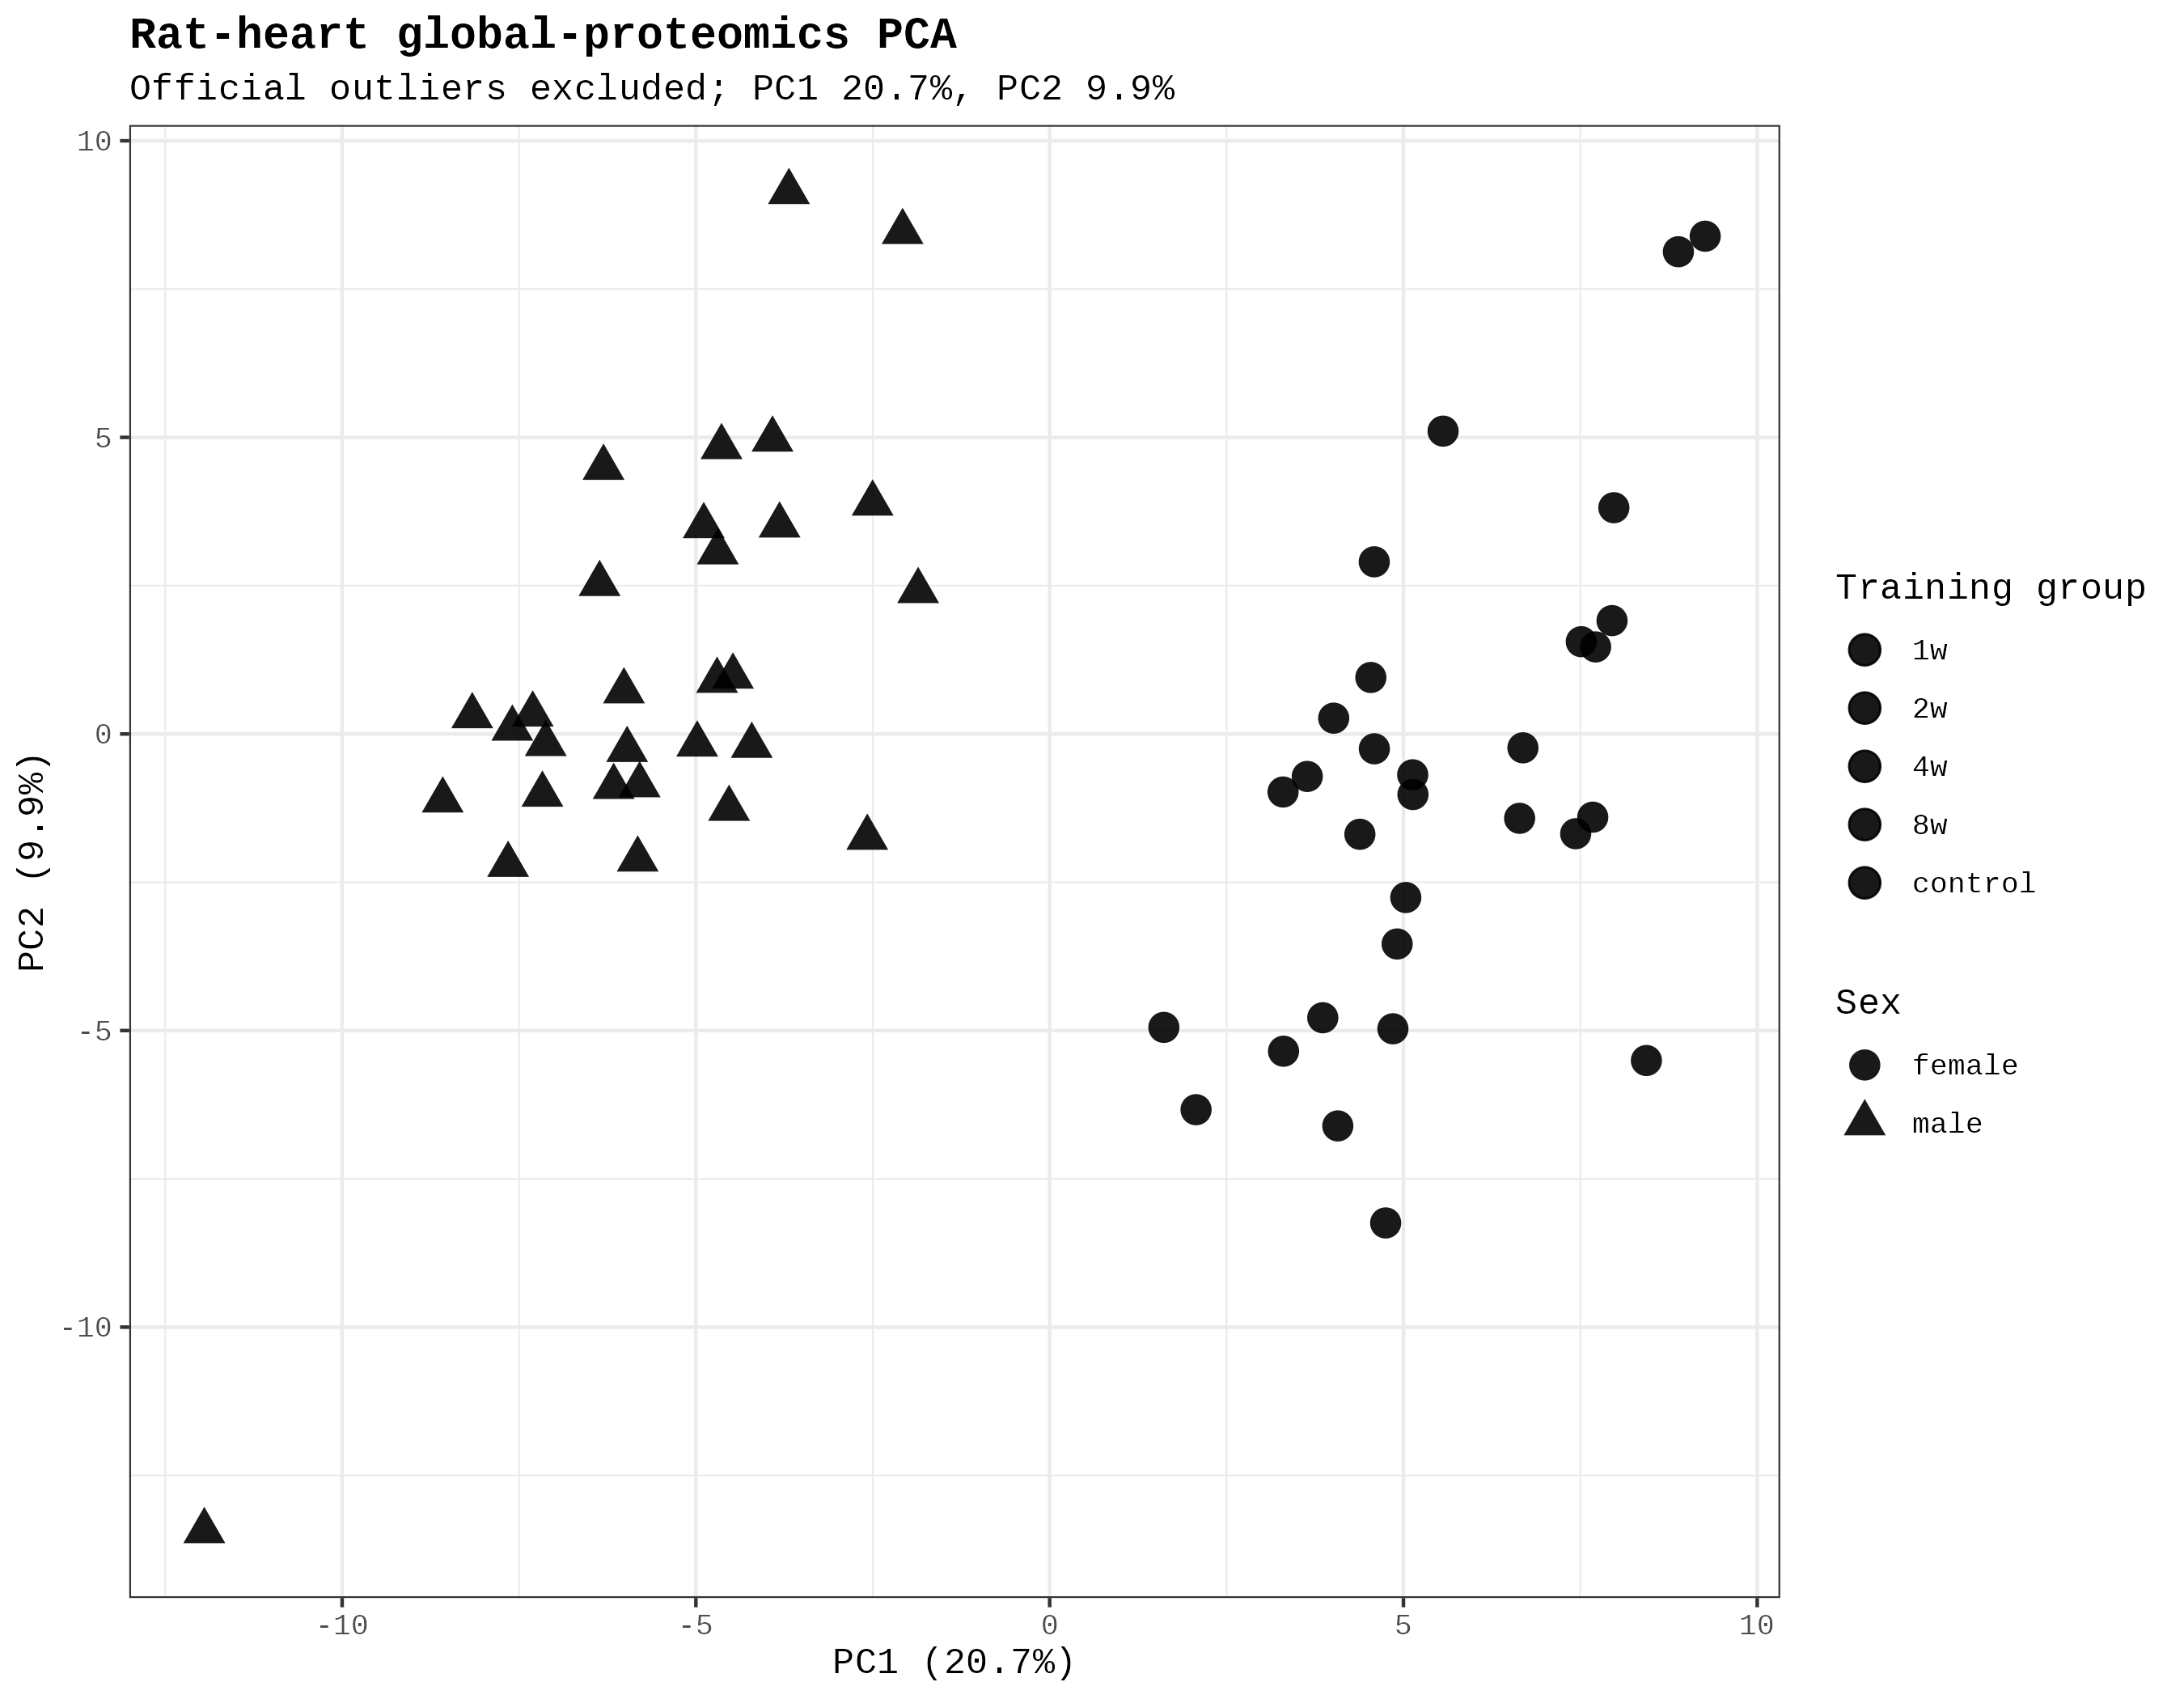 Rat-heart global-proteomics PCA
Official outliers excluded; PC1 20.7%, PC2 9.9%
10
5
0
-5
-10
PC2 (9.9%)
-10
-5
0
5
10
PC1 (20.7%)
Training group
1w
2w
4w
8w
control
Sex
female
male